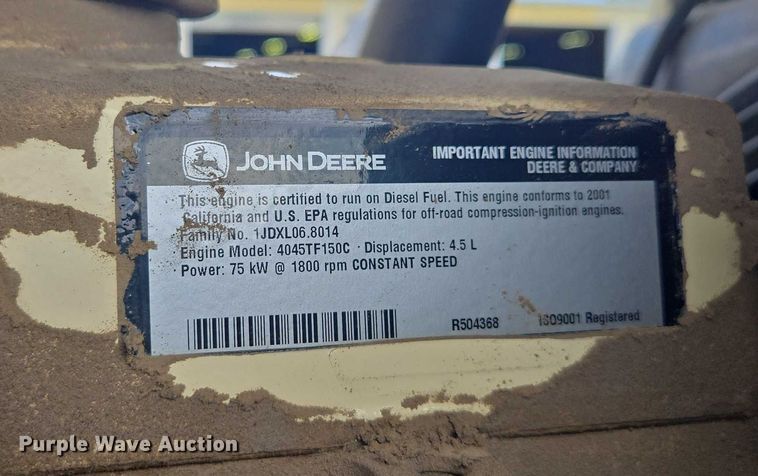 JOHN DEERE
IMPORTANT ENGINE INFORMATION
DEERE & COMPANY
This engine is certified to run on Diesel Fuel. This engine conforms to 2001
California and U.S. EPA regulations for off-road compression-ignition engines.
Family No. 1JDXL06.8014
Engine Model: 4045TF150C · Displacement: 4.5 L
Power: 75 kW @ 1800 rpm CONSTANT SPEED
R504368 ISO9001 Registered
Purple Wave Auction